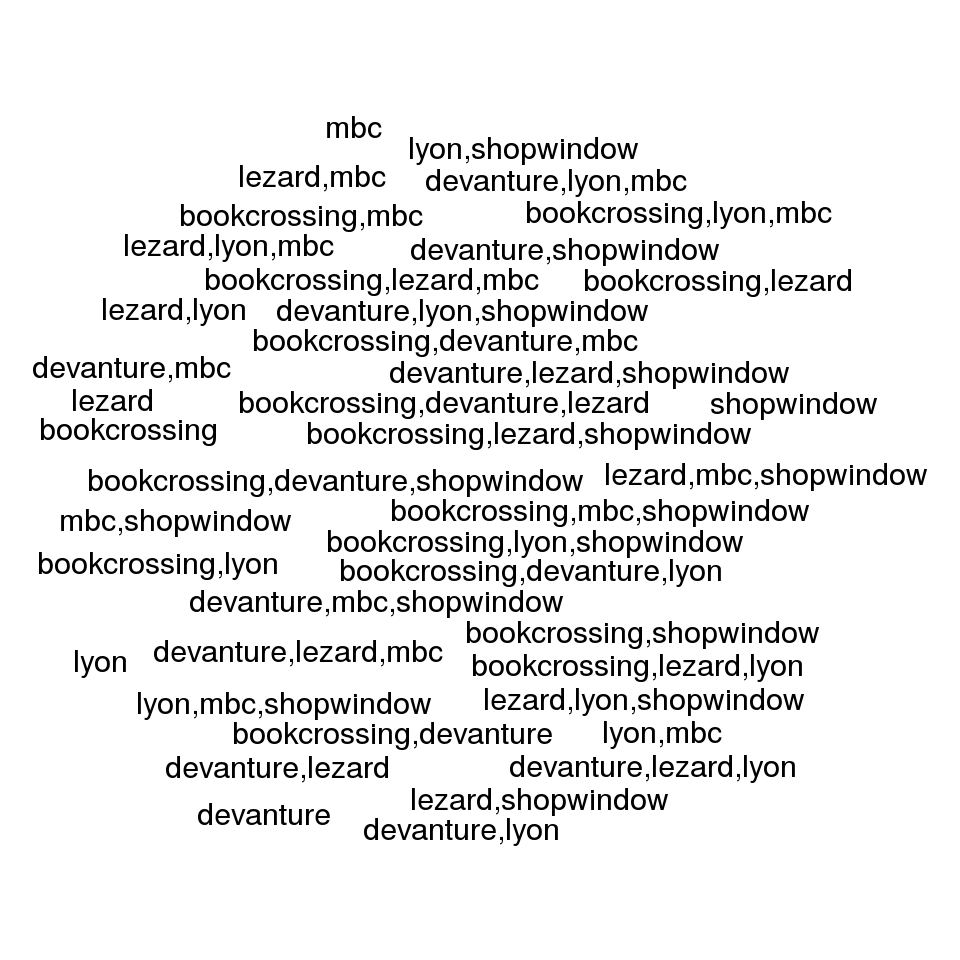 mbc
lyon,shopwindow
lezard,mbc
devanture,lyon,mbc
bookcrossing,mbc
bookcrossing,lyon,mbc
lezard,lyon,mbc
devanture,shopwindow
bookcrossing,lezard,mbc
bookcrossing,lezard
lezard,lyon
devanture,lyon,shopwindow
bookcrossing,devanture,mbc
devanture,mbc
devanture,lezard,shopwindow
lezard
bookcrossing,devanture,lezard
shopwindow
bookcrossing
bookcrossing,lezard,shopwindow
bookcrossing,devanture,shopwindow
lezard,mbc,shopwindow
mbc,shopwindow
bookcrossing,mbc,shopwindow
bookcrossing,lyon,shopwindow
bookcrossing,lyon
bookcrossing,devanture,lyon
devanture,mbc,shopwindow
bookcrossing,shopwindow
lyon
devanture,lezard,mbc
bookcrossing,lezard,lyon
lyon,mbc,shopwindow
lezard,lyon,shopwindow
bookcrossing,devanture
lyon,mbc
devanture,lezard
devanture,lezard,lyon
lezard,shopwindow
devanture
devanture,lyon